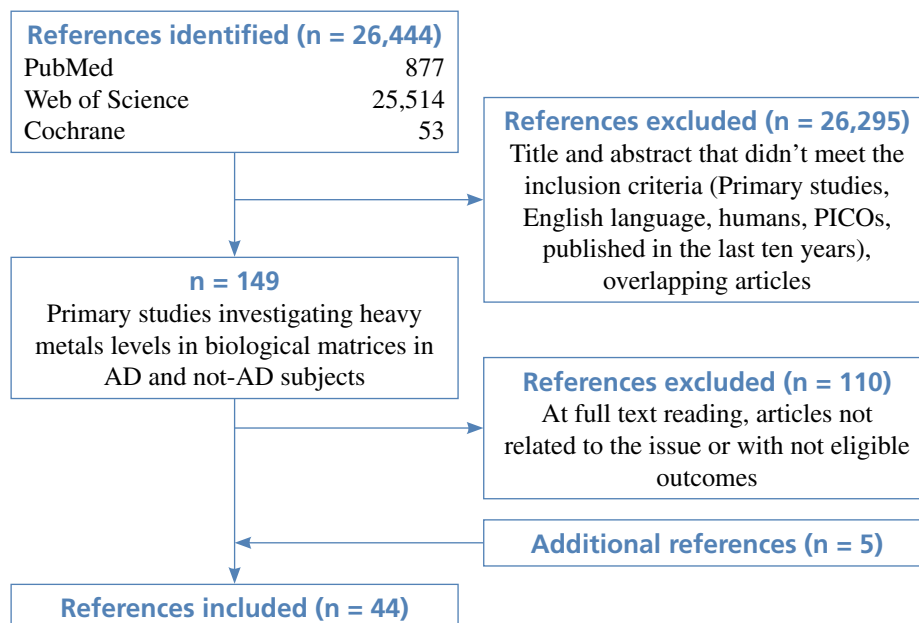 References identified (n = 26,444)
PubMed 877
Web of Science 25,514
Cochrane 53
References excluded (n = 26,295)
Title and abstract that didn't meet the
inclusion criteria (Primary studies,
English language, humans, PICOs,
published in the last ten years),
overlapping articles
n = 149
Primary studies investigating heavy
metals levels in biological matrices in
AD and not-AD subjects
References excluded (n = 110)
At full text reading, articles not
related to the issue or with not eligible
outcomes
Additional references (n = 5)
References included (n = 44)